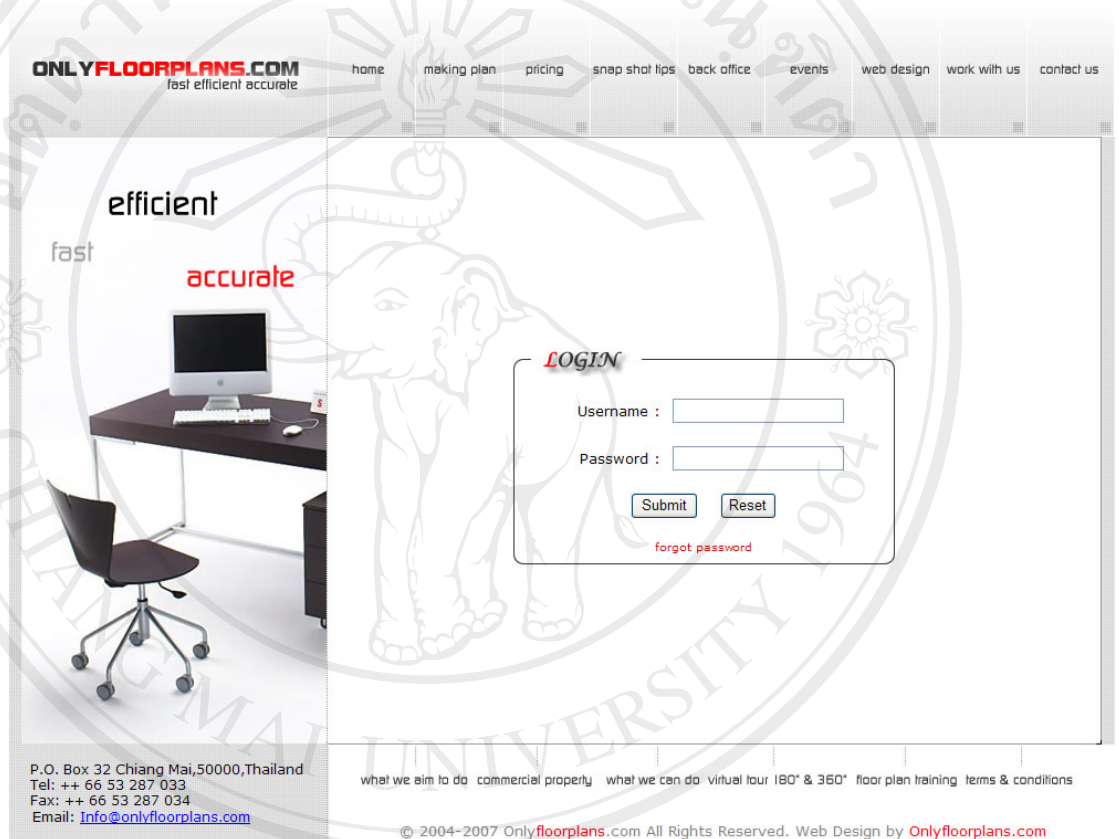 ONLYFLOORPLANS.COM
fast efficient accurate
home making plan pricing snap shot tips back office events web design work with us contact us
efficient
fast
accurate
LOGIN
Username :
Password :
Submit Reset
forgot password
P.O. Box 32 Chiang Mai,50000,Thailand
Tel: ++ 66 53 287 033
Fax: ++ 66 53 287 034
Email: Info@onlyfloorplans.com
what we aim to do commercial property what we can do virtual tour 180° & 360° floor plan training terms & conditions
© 2004-2007 Onlyfloorplans.com All Rights Reserved. Web Design by Onlyfloorplans.com
CHIANG MAI UNIVERSITY 1964